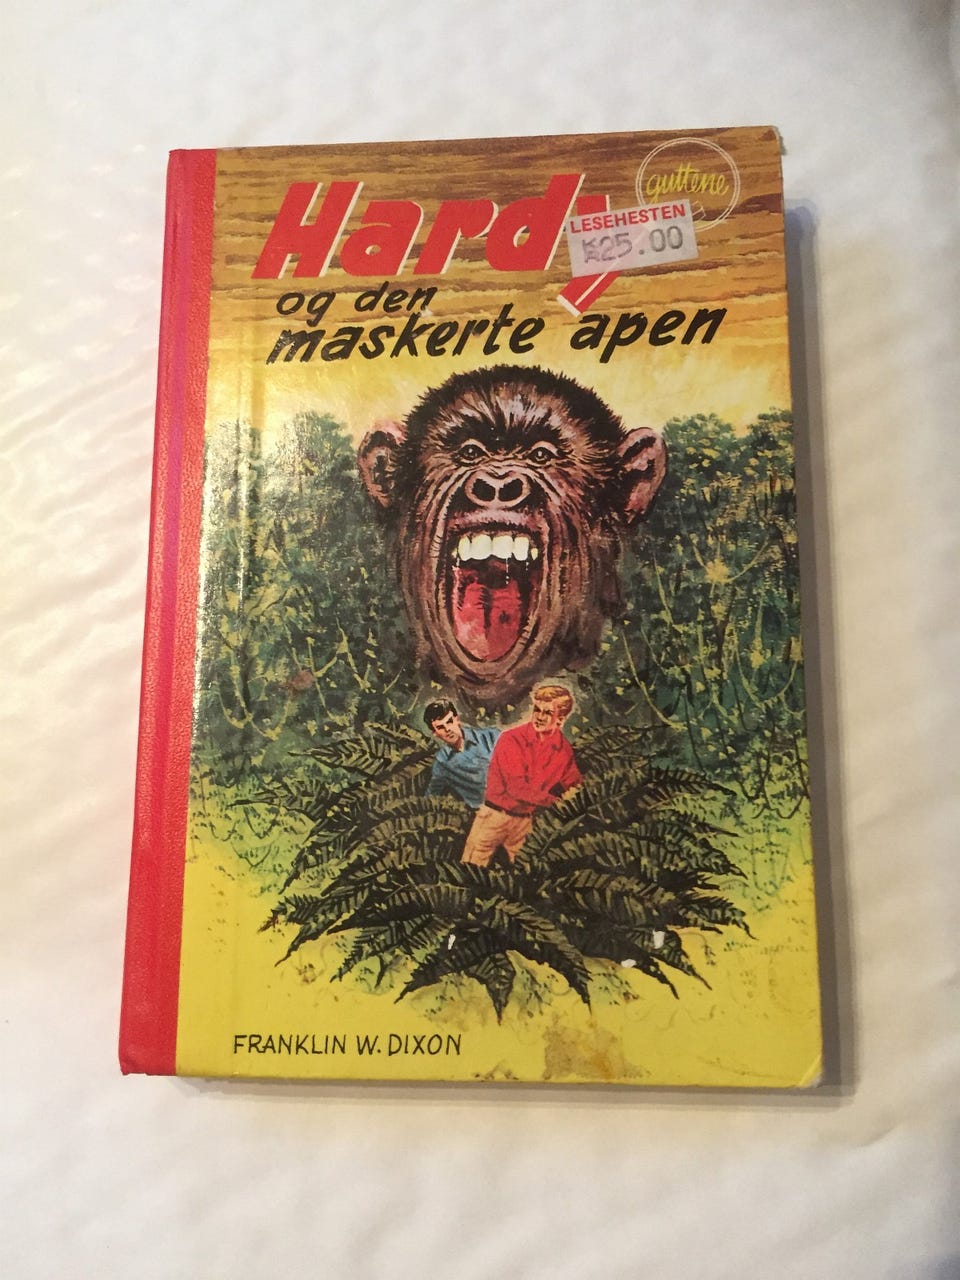 Hardy
guttene
LESEHESTEN
K 25.00
og den
maskerte apen
FRANKLIN W. DIXON